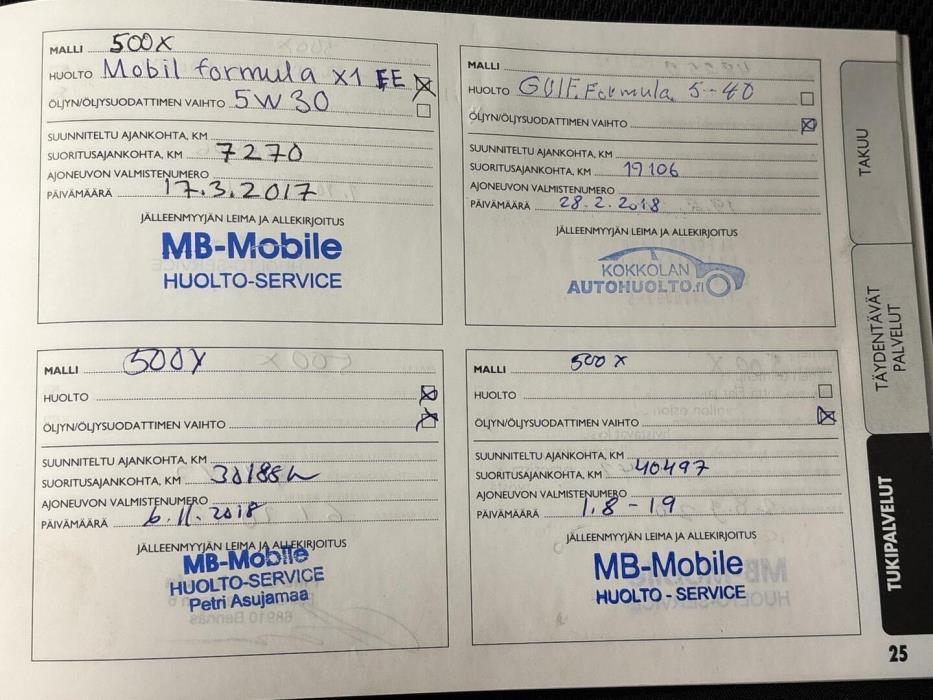 MALLI 500X
HUOLTO Mobil formula X1 FE
ÖLJYN/ÖLJYSUODATTIMEN VAIHTO 5W30
SUUNNITELTU AJANKOHTA, KM
SUORITUSAJANKOHTA, KM 7270
AJONEUVON VALMISTENUMERO
PÄIVÄMÄÄRÄ 17.3.2017
JÄLLEENMYYJÄN LEIMA JA ALLEKIRJOITUS
MB-Mobile
HUOLTO-SERVICE
MALLI
HUOLTO GULF Formula 5-40
ÖLJYN/ÖLJYSUODATTIMEN VAIHTO
SUUNNITELTU AJANKOHTA, KM
SUORITUSAJANKOHTA, KM 19106
AJONEUVON VALMISTENUMERO
PÄIVÄMÄÄRÄ 28.2.2018
JÄLLEENMYYJÄN LEIMA JA ALLEKIRJOITUS
KOKKOLAN
AUTOHUOLTO.fi
MALLI 500X
HUOLTO
ÖLJYN/ÖLJYSUODATTIMEN VAIHTO
SUUNNITELTU AJANKOHTA, KM
SUORITUSAJANKOHTA, KM
AJONEUVON VALMISTENUMERO
PÄIVÄMÄÄRÄ 6.11.2018
JÄLLEENMYYJÄN LEIMA JA ALLEKIRJOITUS
MB-Mobile
HUOLTO-SERVICE
Petri Asujamaa
MALLI 500X
HUOLTO
ÖLJYN/ÖLJYSUODATTIMEN VAIHTO
SUUNNITELTU AJANKOHTA, KM
SUORITUSAJANKOHTA, KM 40497
AJONEUVON VALMISTENUMERO
PÄIVÄMÄÄRÄ 1.8-19
JÄLLEENMYYJÄN LEIMA JA ALLEKIRJOITUS
MB-Mobile
HUOLTO - SERVICE
TAKUU
TÄYDENTÄVÄT
PALVELUT
TUKIPALVELUT
25